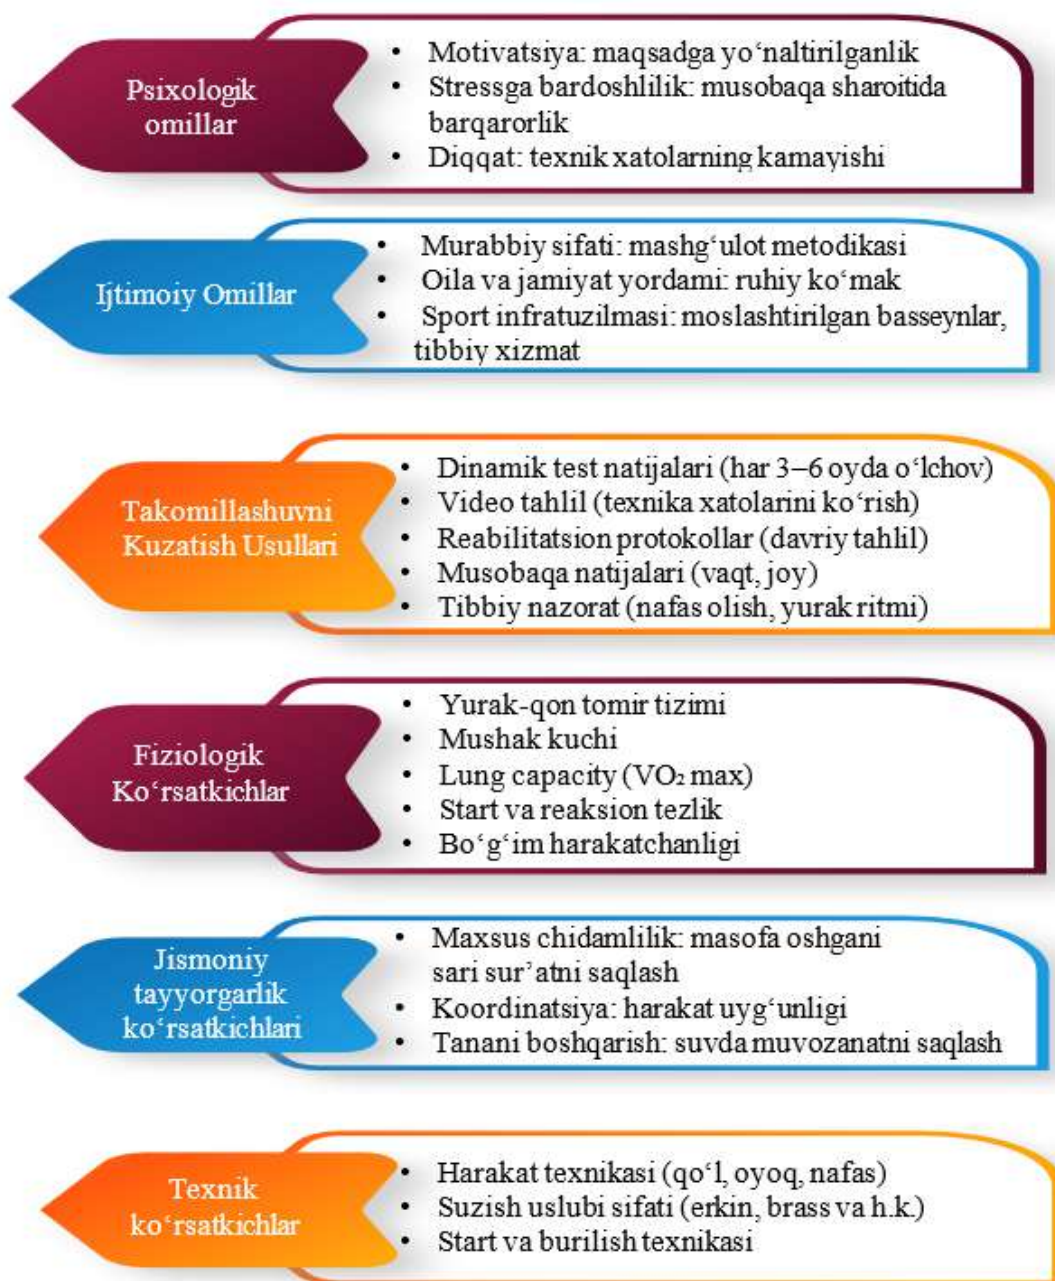 Psixologik
omillar
• Motivatsiya: maqsadga yo‘naltirilganlik
• Stressga bardoshlilik: musobaqa sharoitida
barqarorlik
• Diqqat: texnik xatolarning kamayishi
Ijtimoiy Omillar
• Murabbiy sifati: mashg‘ulot metodikasi
• Oila va jamiyat yordami: ruhiy ko‘mak
• Sport infratuzilmasi: moslashtirilgan basseynlar,
tibbiy xizmat
Takomillashuvni
Kuzatish Usullari
• Dinamik test natijalari (har 3–6 oyda o‘lchov)
• Video tahlil (texnika xatolarini ko‘rish)
• Reabilitatsion protokollar (davriy tahlil)
• Musobaqa natijalari (vaqt, joy)
• Tibbiy nazorat (nafas olish, yurak ritmi)
Fiziologik
Ko‘rsatkichlar
• Yurak-qon tomir tizimi
• Mushak kuchi
• Lung capacity (VO₂ max)
• Start va reaksion tezlik
• Bo‘g‘im harakatchanligi
Jismoniy
tayyorgarlik
ko‘rsatkichlari
• Maxsus chidamlilik: masofa oshgani
sari sur’atni saqlash
• Koordinatsiya: harakat uyg‘unligi
• Tanani boshqarish: suvda muvozanatni saqlash
Texnik
ko‘rsatkichlar
• Harakat texnikasi (qo‘l, oyoq, nafas)
• Suzish uslubi sifati (erkin, brass va h.k.)
• Start va burilish texnikasi